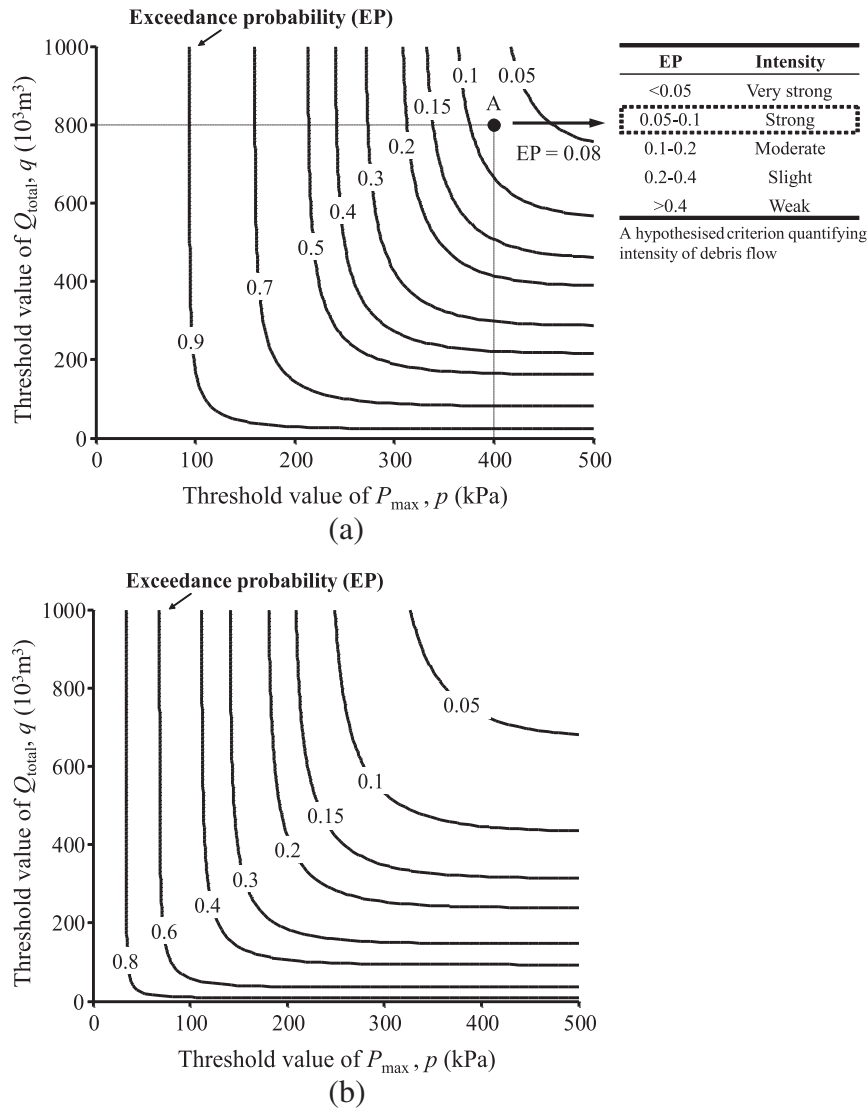 Exceedance probability (EP)
1000
800
600
400
200
0
0
100
200
300
400
500
Threshold value of Qtotal, q (10³m³)
Threshold value of Pmax , p (kPa)
0.9
0.7
0.5
0.4
0.3
0.2
0.15
0.1
0.05
A
EP = 0.08
EP Intensity
<0.05 Very strong
0.05-0.1 Strong
0.1-0.2 Moderate
0.2-0.4 Slight
>0.4 Weak
A hypothesised criterion quantifying
intensity of debris flow
(a)
Exceedance probability (EP)
1000
800
600
400
200
0
0
100
200
300
400
500
Threshold value of Qtotal, q (10³m³)
Threshold value of Pmax , p (kPa)
0.8
0.6
0.4
0.3
0.2
0.15
0.1
0.05
(b)